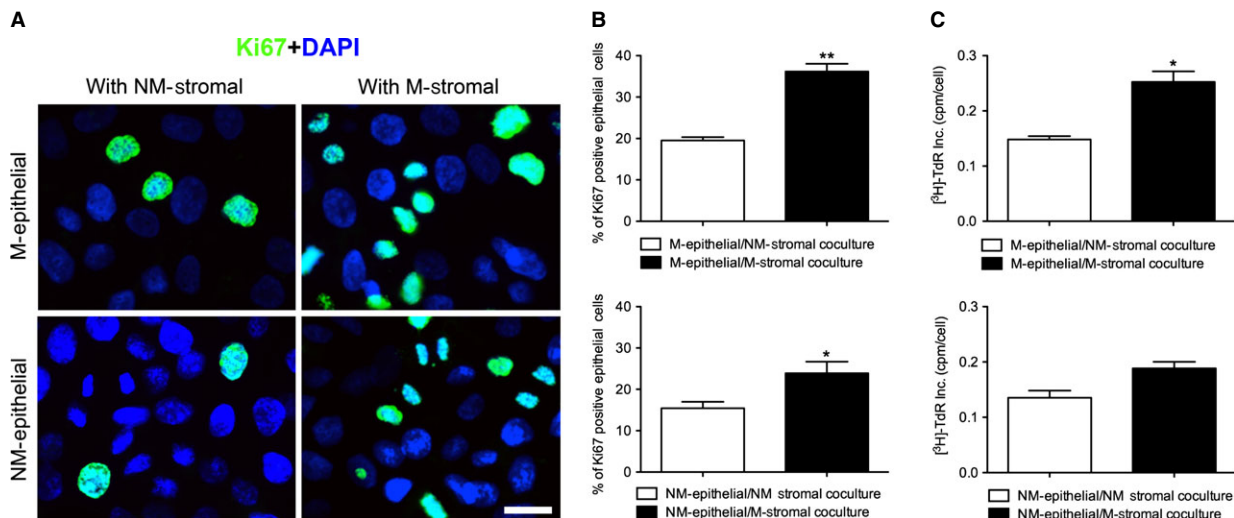 A
Ki67+DAPI
With NM-stromal
With M-stromal
M-epithelial
NM-epithelial
B
% of Ki67 positive epithelial cells
40
30
20
10
0
**
M-epithelial/NM-stromal coculture
M-epithelial/M-stromal coculture
% of Ki67 positive epithelial cells
40
30
20
10
0
*
NM-epithelial/NM stromal coculture
NM-epithelial/M-stromal coculture
C
[³H]-TdR Inc. (cpm/cell)
0.3
0.2
0.1
0.0
*
M-epithelial/NM-stromal coculture
M-epithelial/M-stromal coculture
[³H]-TdR Inc. (cpm/cell)
0.3
0.2
0.1
0.0
NM-epithelial/NM stromal coculture
NM-epithelial/M-stromal coculture